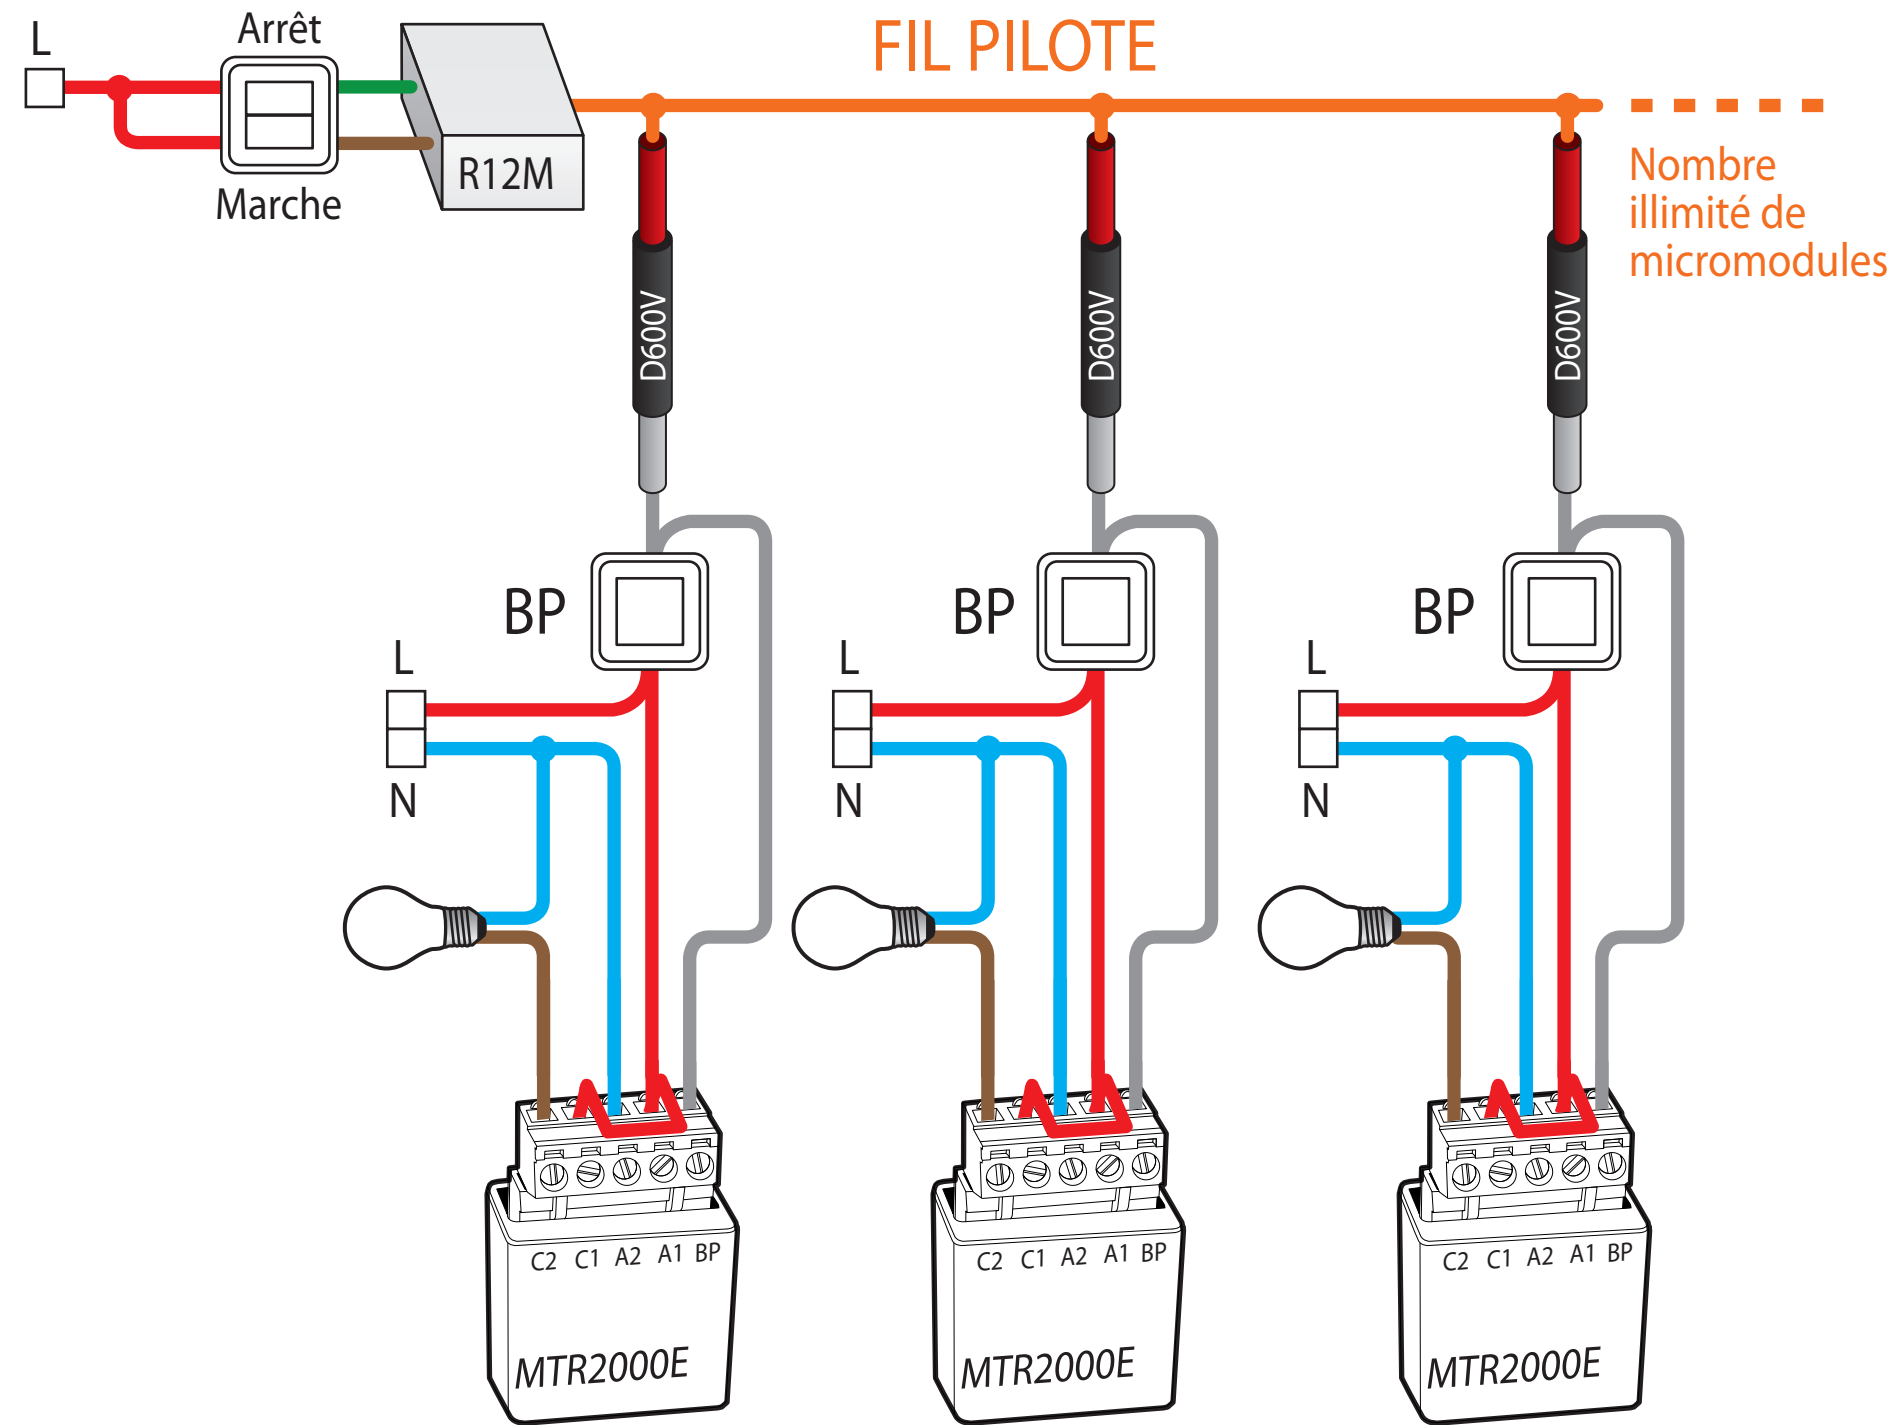 L
Arrêt
Marche
R12M
FIL PILOTE
Nombre
illimité de
micromodules
D600V
D600V
D600V
BP
BP
BP
L
N
L
N
L
N
C2 C1 A2 A1 BP
MTR2000E
C2 C1 A2 A1 BP
MTR2000E
C2 C1 A2 A1 BP
MTR2000E